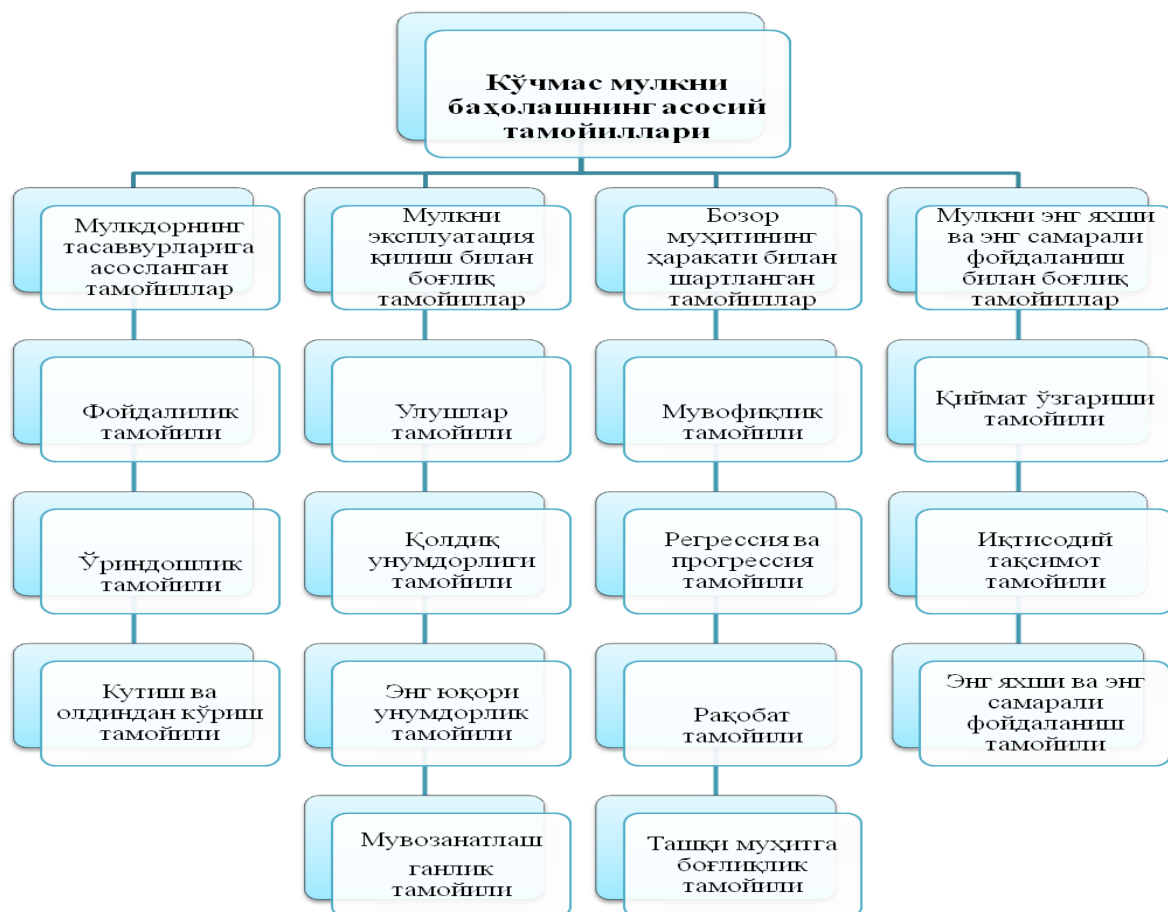 Кўчмас мулкни
баҳолашнинг асосий
тамойиллари
Мулкдорнинг
тасаввурларига
асосланган
тамойиллар
Мулкни
эксплуатация
қилиш билан
боғлиқ
тамойиллар
Бозор
муҳитининг
ҳаракати билан
шартланган
тамойиллар
Мулкни энг яхши
ва энг самарали
фойдаланиш
билан боғлиқ
тамойиллар
Фойдалилик
тамойили
Улушлар
тамойили
Мувофиқлик
тамойили
Қиймат ўзгариши
тамойили
Ўриндошлик
тамойили
Қолдиқ
унумдорлиги
тамойили
Регрессия ва
прогрессия
тамойили
Иқтисодий
тақсимот
тамойили
Кутиш ва
олдиндан кўриш
тамойили
Энг юқори
унумдорлик
тамойили
Рақобат
тамойили
Энг яхши ва энг
самарали
фойдаланиш
тамойили
Мувозанатлаш
ганлик
тамойили
Ташқи муҳитга
боғлиқлик
тамойили